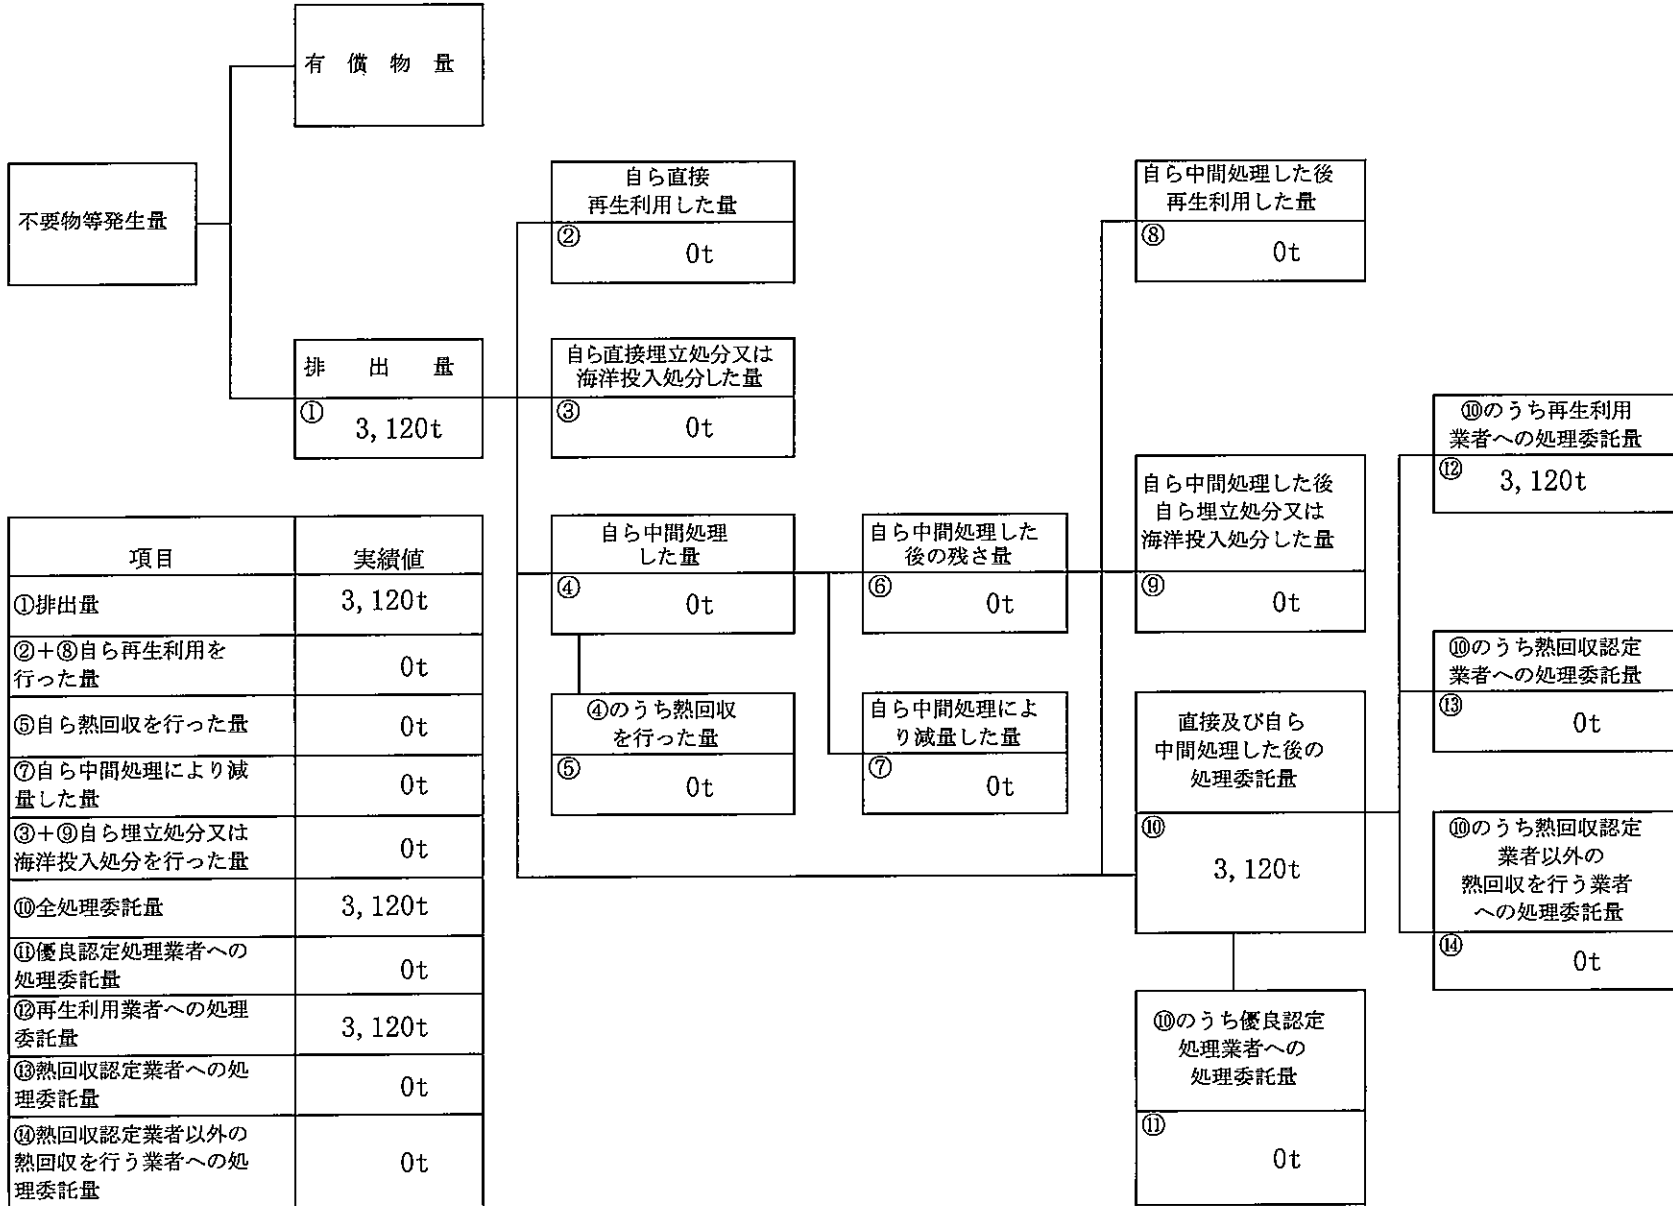 有償物量
不要物等発生量
排出量
①
3,120t
自ら直接
再生利用した量
②
0t
自ら直接埋立処分又は
海洋投入処分した量
③
0t
自ら中間処理
した量
④
0t
④のうち熱回収
を行った量
⑤
0t
自ら中間処理した
後の残さ量
⑥
0t
自ら中間処理によ
り減量した量
⑦
0t
自ら中間処理した後
再生利用した量
⑧
0t
自ら中間処理した後
自ら埋立処分又は
海洋投入処分した量
⑨
0t
直接及び自ら
中間処理した後の
処理委託量
⑩
3,120t
⑩のうち優良認定
処理業者への
処理委託量
⑪
0t
⑩のうち再生利用
業者への処理委託量
⑫
3,120t
⑩のうち熱回収認定
業者への処理委託量
⑬
0t
⑩のうち熱回収認定
業者以外の
熱回収を行う業者
への処理委託量
⑭
0t
項目 実績値
①排出量 3,120t
②+⑧自ら再生利用を
行った量 0t
⑤自ら熱回収を行った量 0t
⑦自ら中間処理により減
量した量 0t
③+⑨自ら埋立処分又は
海洋投入処分を行った量 0t
⑩全処理委託量 3,120t
⑪優良認定処理業者への
処理委託量 0t
⑫再生利用業者への処理
委託量 3,120t
⑬熱回収認定業者への処
理委託量 0t
⑭熱回収認定業者以外の
熱回収を行う業者への処
理委託量 0t